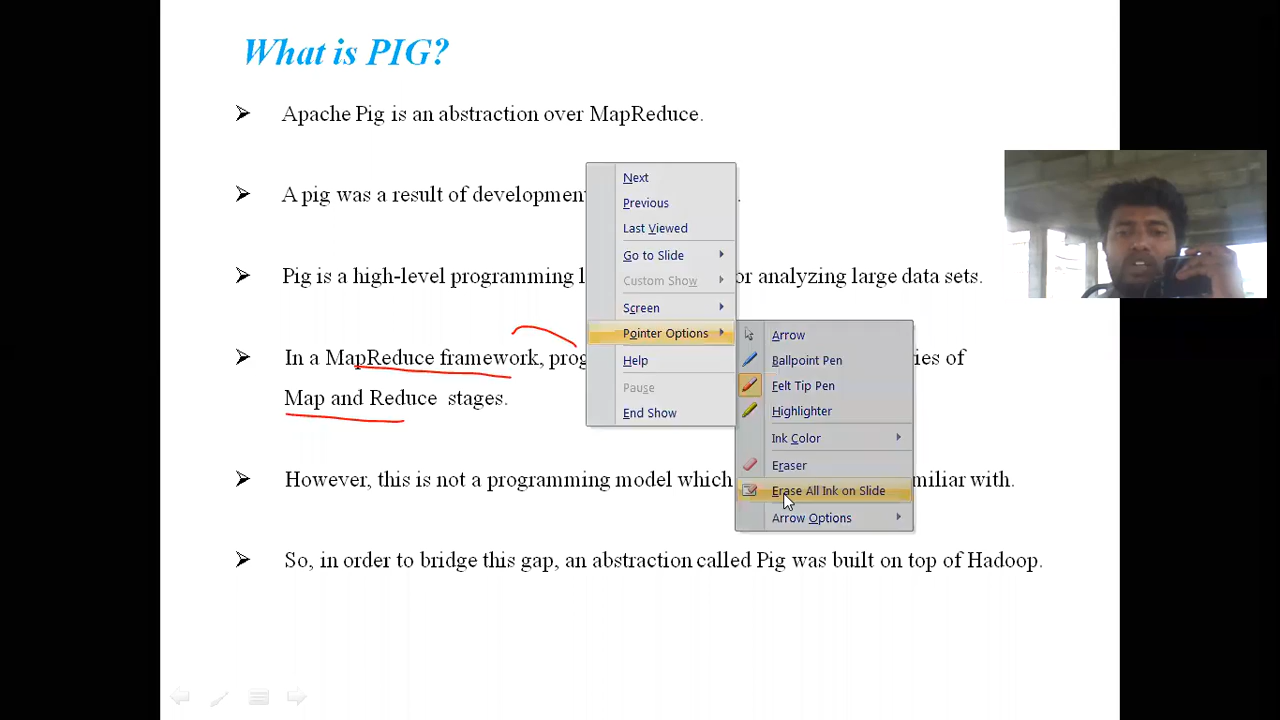 What is PIG?
Apache Pig is an abstraction over MapReduce.
A pig was a result of development
Pig is a high-level programming l or analyzing large data sets.
In a MapReduce framework, prog ies of
Map and Reduce stages.
However, this is not a programming model which miliar with.
So, in order to bridge this gap, an abstraction called Pig was built on top of Hadoop.
Next
Previous
Last Viewed
Go to Slide
Custom Show
Screen
Pointer Options
Help
Pause
End Show
Arrow
Ballpoint Pen
Felt Tip Pen
Highlighter
Ink Color
Eraser
Erase All Ink on Slide
Arrow Options